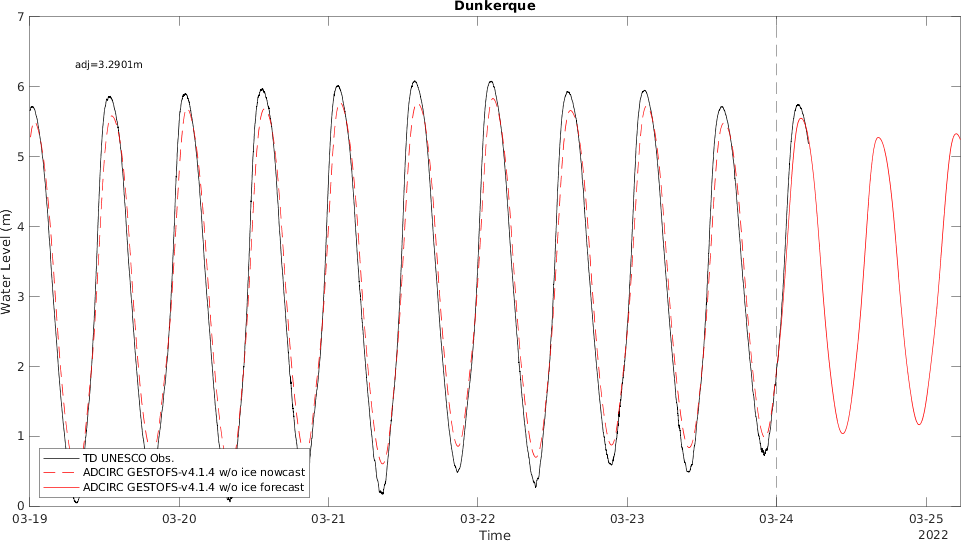 Dunkerque
7
6
5
4
3
2
1
0
Water Level (m)
adj=3.2901m
TD UNESCO Obs.
ADCIRC GESTOFS-v4.1.4 w/o ice nowcast
ADCIRC GESTOFS-v4.1.4 w/o ice forecast
03-19 03-20 03-21 03-22 03-23 03-24 03-25
Time
2022